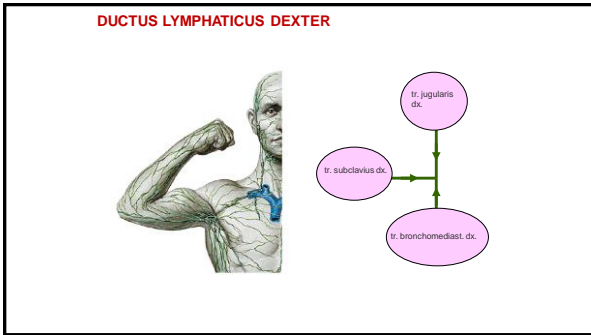 DUCTUS LYMPHATICUS DEXTER
tr. jugularis
dx.
tr. subclavius dx.
tr. bronchomediast. dx.